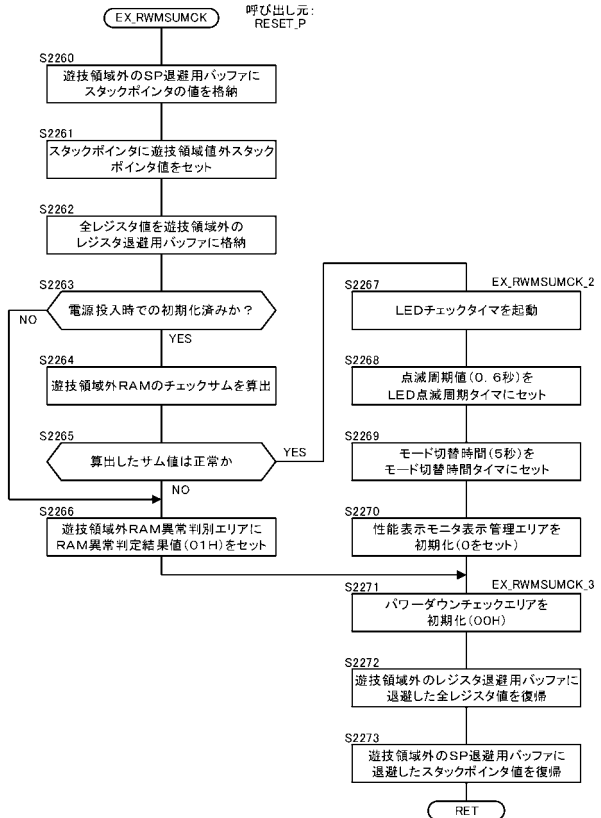 EX_RWMSUMCK
呼び出し元:
RESET_P
S2260
遊技領域外のSP退避用バッファに
スタックポインタの値を格納
S2261
スタックポインタに遊技領域値外スタック
ポインタ値をセット
S2262
全レジスタ値を遊技領域外の
レジスタ退避用バッファに格納
S2263
電源投入時での初期化済みか?
NO
YES
S2264
遊技領域外RAMのチェックサムを算出
S2265
算出したサム値は正常か
YES
NO
S2266
遊技領域外RAM異常判別エリアに
RAM異常判定結果値(01H)をセット
S2267
EX_RWMSUMCK_2
LEDチェックタイマを起動
S2268
点滅周期値(0.6秒)を
LED点滅周期タイマにセット
S2269
モード切替時間(5秒)を
モード切替時間タイマにセット
S2270
性能表示モニタ表示管理エリアを
初期化(0をセット)
S2271
EX_RWMSUMCK_3
パワーダウンチェックエリアを
初期化(00H)
S2272
遊技領域外のレジスタ退避用バッファに
退避した全レジスタ値を復帰
S2273
遊技領域外のSP退避用バッファに
退避したスタックポインタ値を復帰
RET